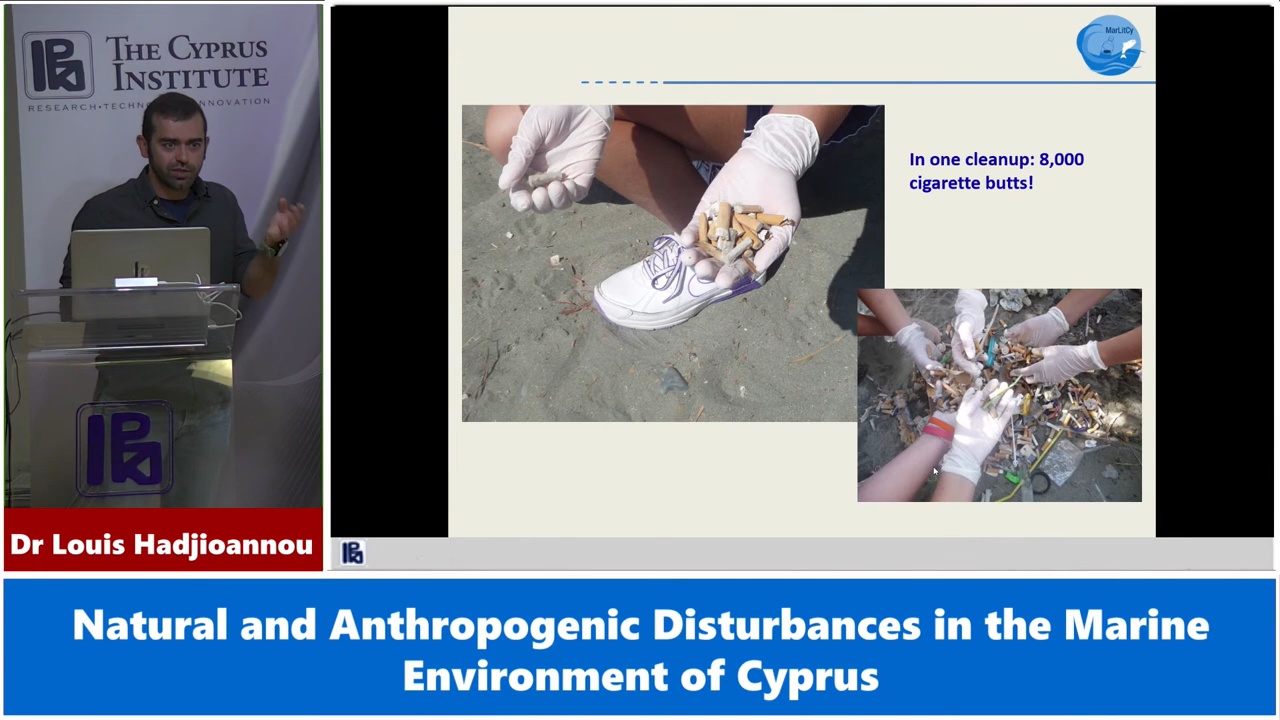 THE CYPRUS
INSTITUTE
RESEARCH•TECHNOLOGY•INNOVATION
MarLitCy
In one cleanup: 8,000
cigarette butts!
Dr Louis Hadjioannou
Natural and Anthropogenic Disturbances in the Marine
Environment of Cyprus